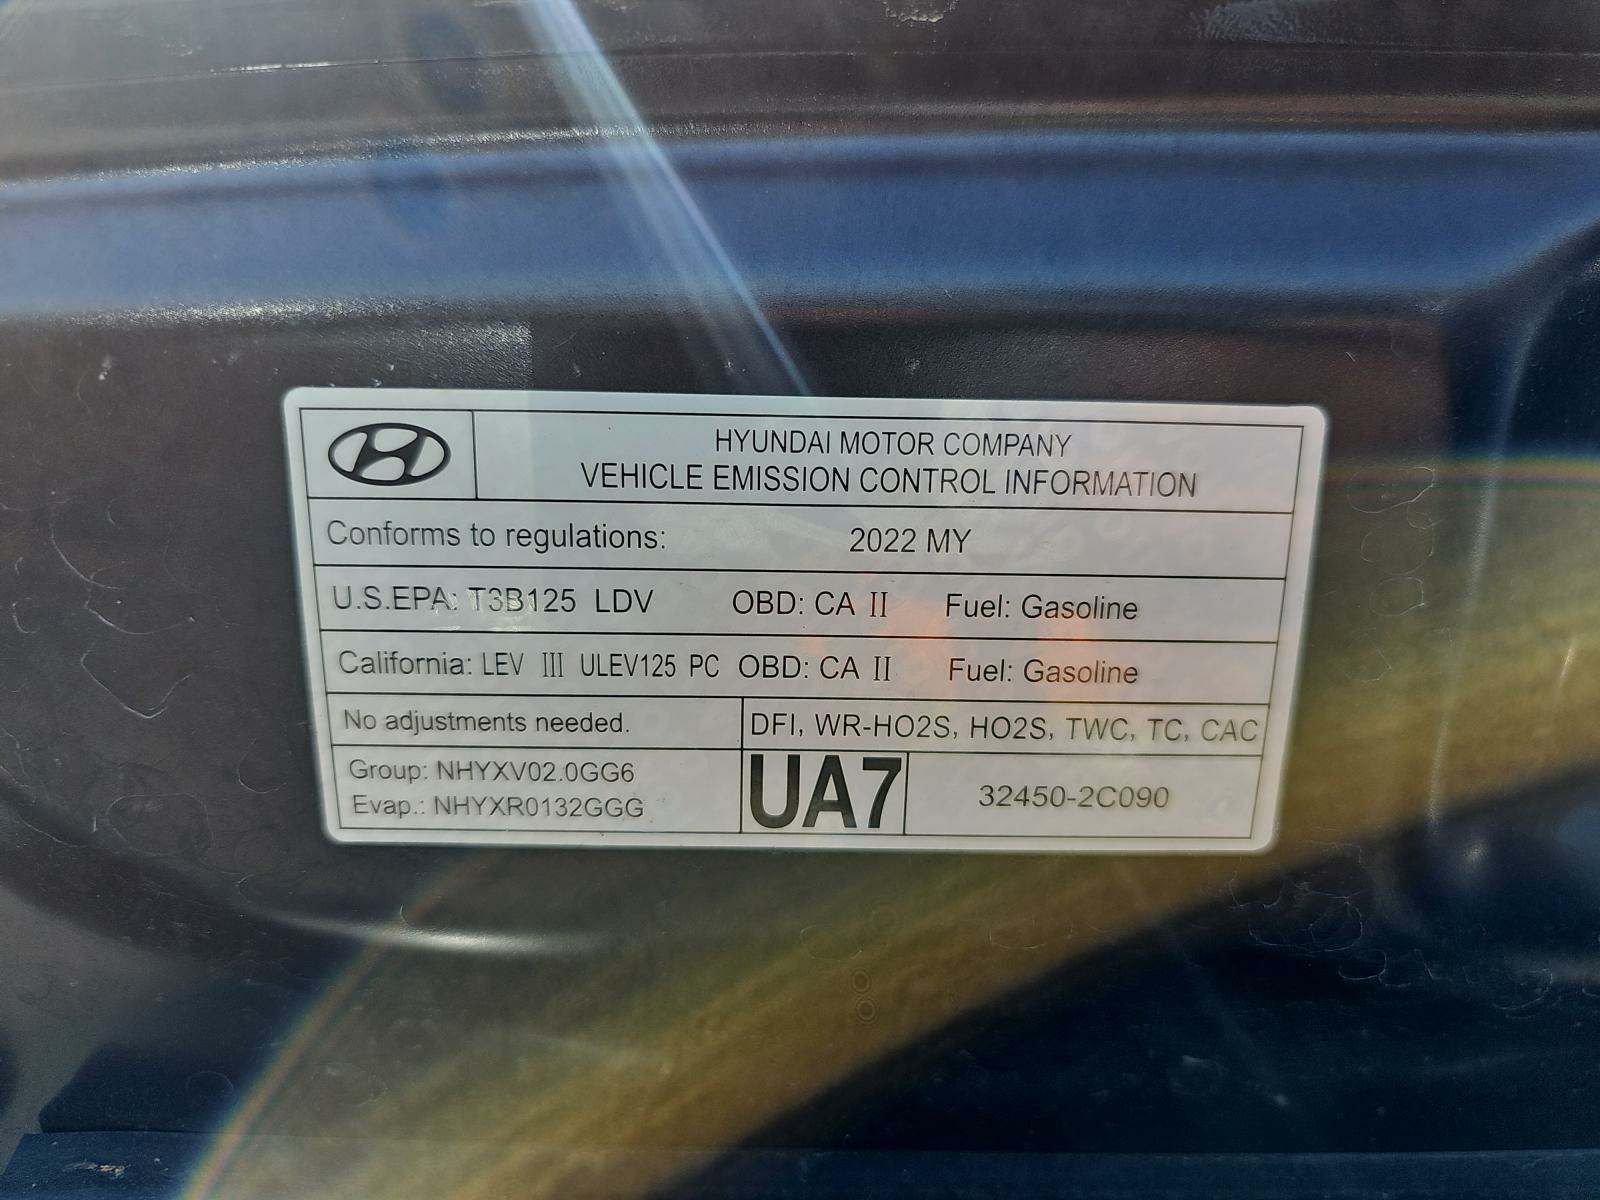 HYUNDAI MOTOR COMPANY
VEHICLE EMISSION CONTROL INFORMATION
Conforms to regulations: 2022 MY
U.S.EPA: T3B125 LDV OBD: CA II Fuel: Gasoline
California: LEV III ULEV125 PC OBD: CA II Fuel: Gasoline
No adjustments needed. DFI, WR-HO2S, HO2S, TWC, TC, CAC
Group: NHYXV02.0GG6
Evap.: NHYXR0132GGG
UA7
32450-2C090